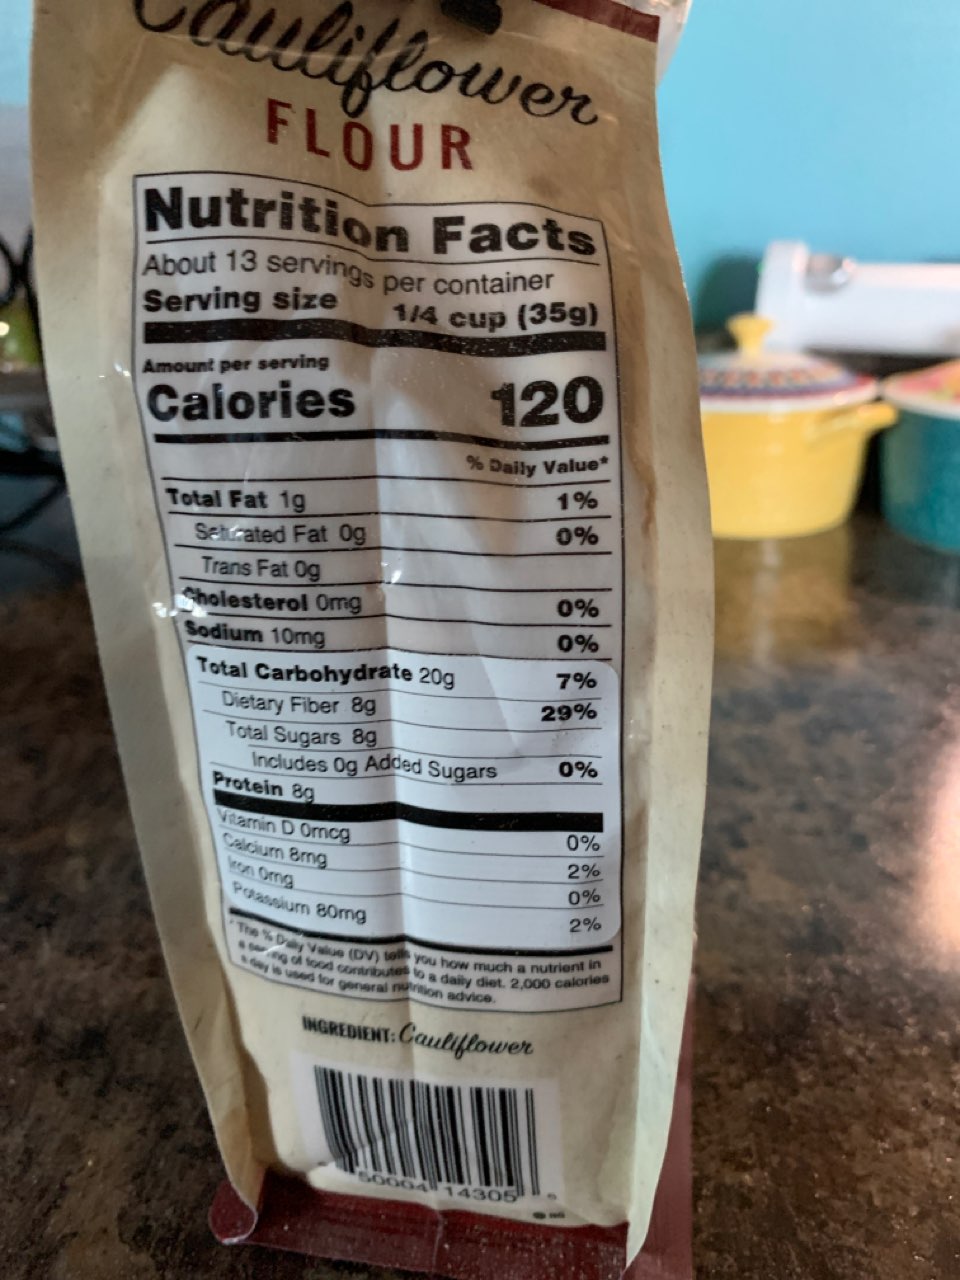 Cauliflower
FLOUR
Nutrition Facts
About 13 servings per container
Serving size 1/4 cup (35g)
Amount per serving
Calories 120
% Daily Value*
Total Fat 1g 1%
Saturated Fat 0g 0%
Trans Fat 0g
Cholesterol 0mg 0%
Sodium 10mg 0%
Total Carbohydrate 20g 7%
Dietary Fiber 8g 29%
Total Sugars 8g
Includes 0g Added Sugars 0%
Protein 8g
Vitamin D 0mcg 0%
Calcium 8mg 2%
Iron 0mg 0%
Potassium 80mg 2%
* The % Daily Value (DV) tells you how much a nutrient in
a serving of food contributes to a daily diet. 2,000 calories
a day is used for general nutrition advice.
INGREDIENT: Cauliflower
50004 14305